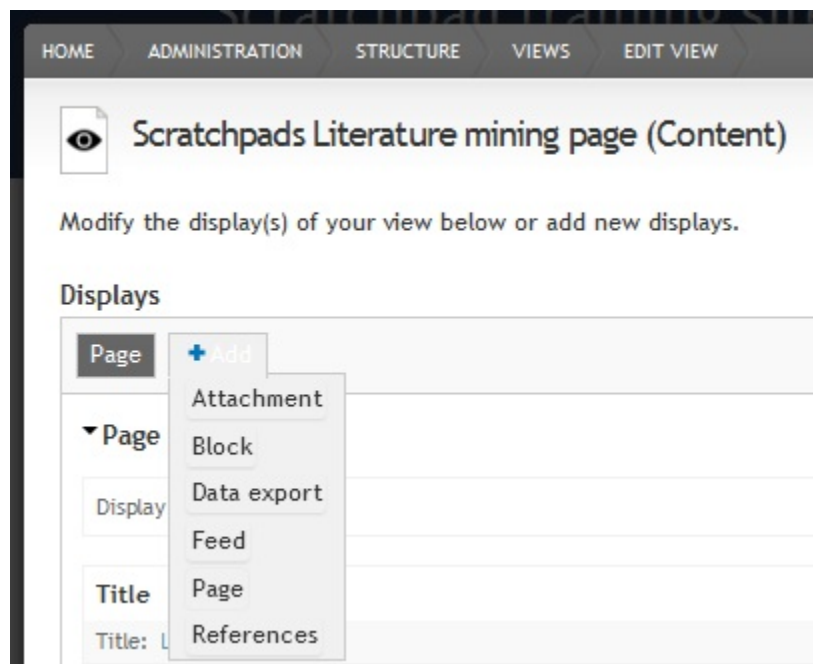 HOME ADMINISTRATION STRUCTURE VIEWS EDIT VIEW
Scratchpads Literature mining page (Content)
Modify the display(s) of your view below or add new displays.
Displays
Page Add
Attachment
Page
Block
Data export
Display
Feed
Title
Page
Title: L
References